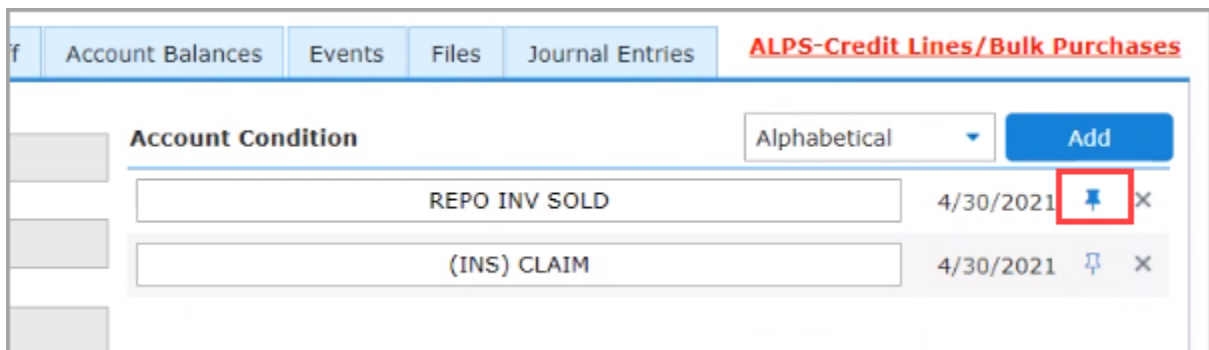 f Account Balances Events Files Journal Entries ALPS-Credit Lines/Bulk Purchases
Account Condition Alphabetical Add
REPO INV SOLD 4/30/2021
(INS) CLAIM 4/30/2021